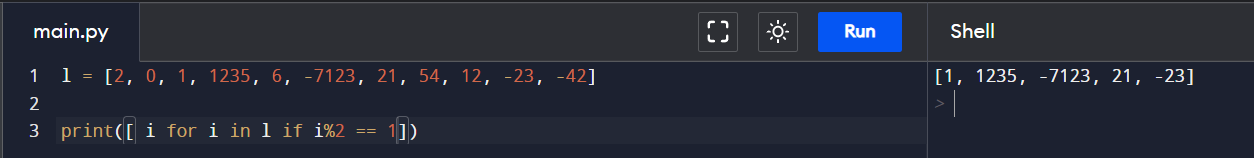 main.py
Run
Shell
1 l = [2, 0, 1, 1235, 6, -7123, 21, 54, 12, -23, -42]
2
3 print([ i for i in l if i%2 == 1])
[1, 1235, -7123, 21, -23]
>